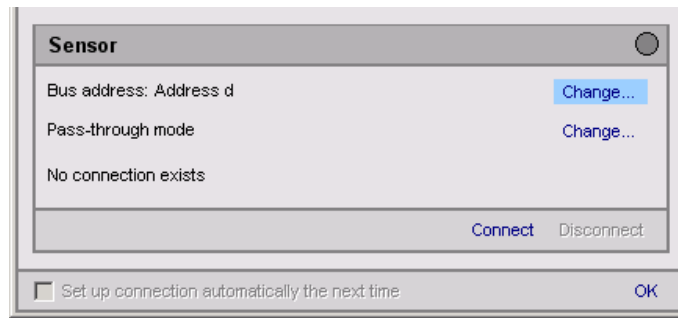 Sensor
Bus address: Address d
Change...
Pass-through mode
Change...
No connection exists
Connect Disconnect
Set up connection automatically the next time
OK